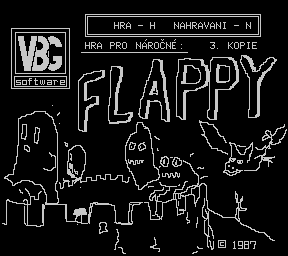 HRA - H   NAHRAVANI - N
VBG
software
HRA PRO NÁROČNÉ:   3. KOPIE
FLAPPY
© 1987